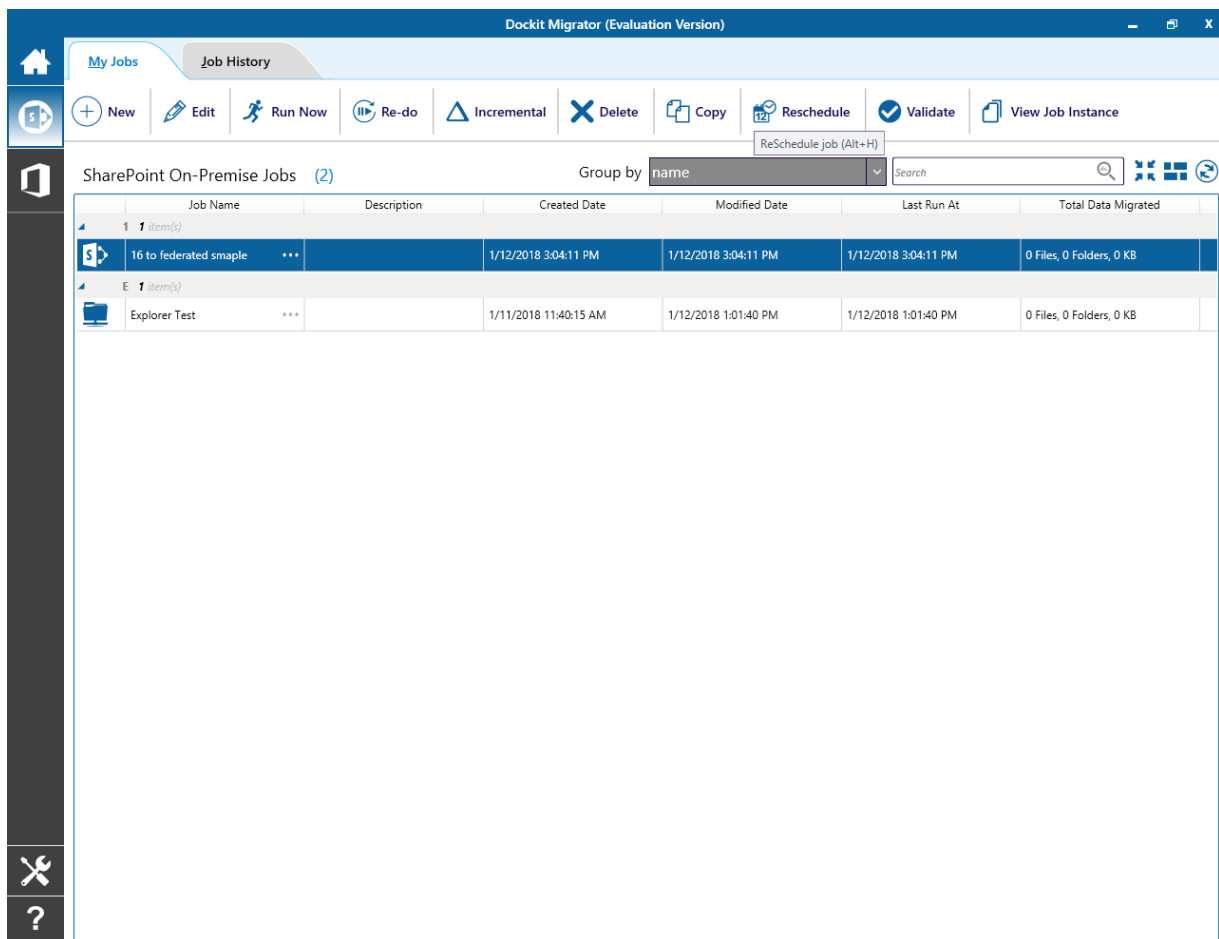 Dockit Migrator (Evaluation Version)
X
My Jobs
Job History
New
Edit
Run Now
Re-do
Incremental
Delete
Copy
12
Reschedule
Validate
View Job Instance
ReSchedule job (Alt+H)
SharePoint On-Premise Jobs (2)
Group by name
Search
Job Name Description Created Date Modified Date Last Run At Total Data Migrated
1 1 item(s)
S 16 to federated smaple ... 1/12/2018 3:04:11 PM 1/12/2018 3:04:11 PM 1/12/2018 3:04:11 PM 0 Files, 0 Folders, 0 KB
E 1 item(s)
Explorer Test ... 1/11/2018 11:40:15 AM 1/12/2018 1:01:40 PM 1/12/2018 1:01:40 PM 0 Files, 0 Folders, 0 KB
S
?